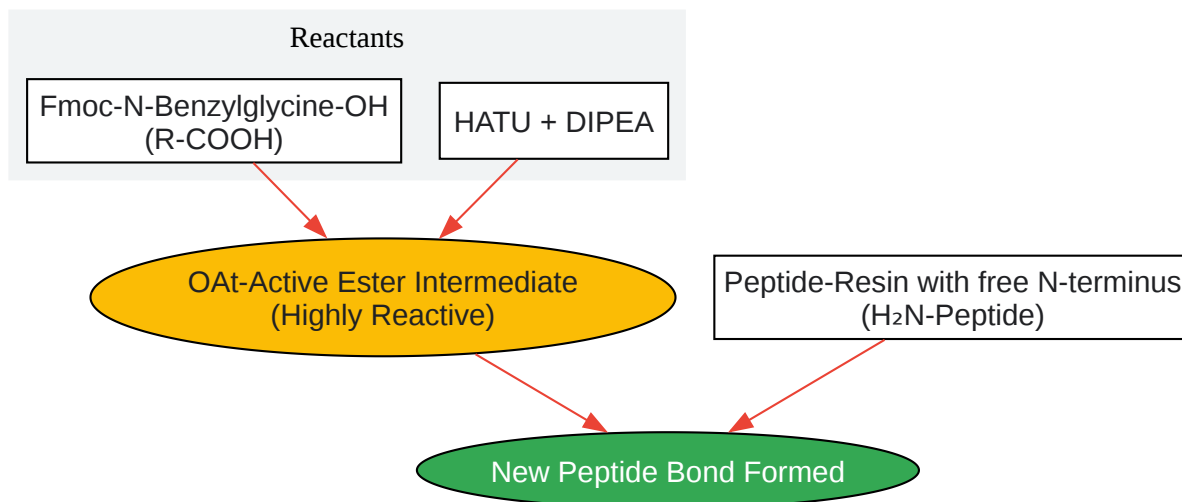 Reactants
Fmoc-N-Benzylglycine-OH
(R-COOH)
HATU + DIPEA
OAt-Active Ester Intermediate
(Highly Reactive)
Peptide-Resin with free N-terminus
(H₂N-Peptide)
New Peptide Bond Formed